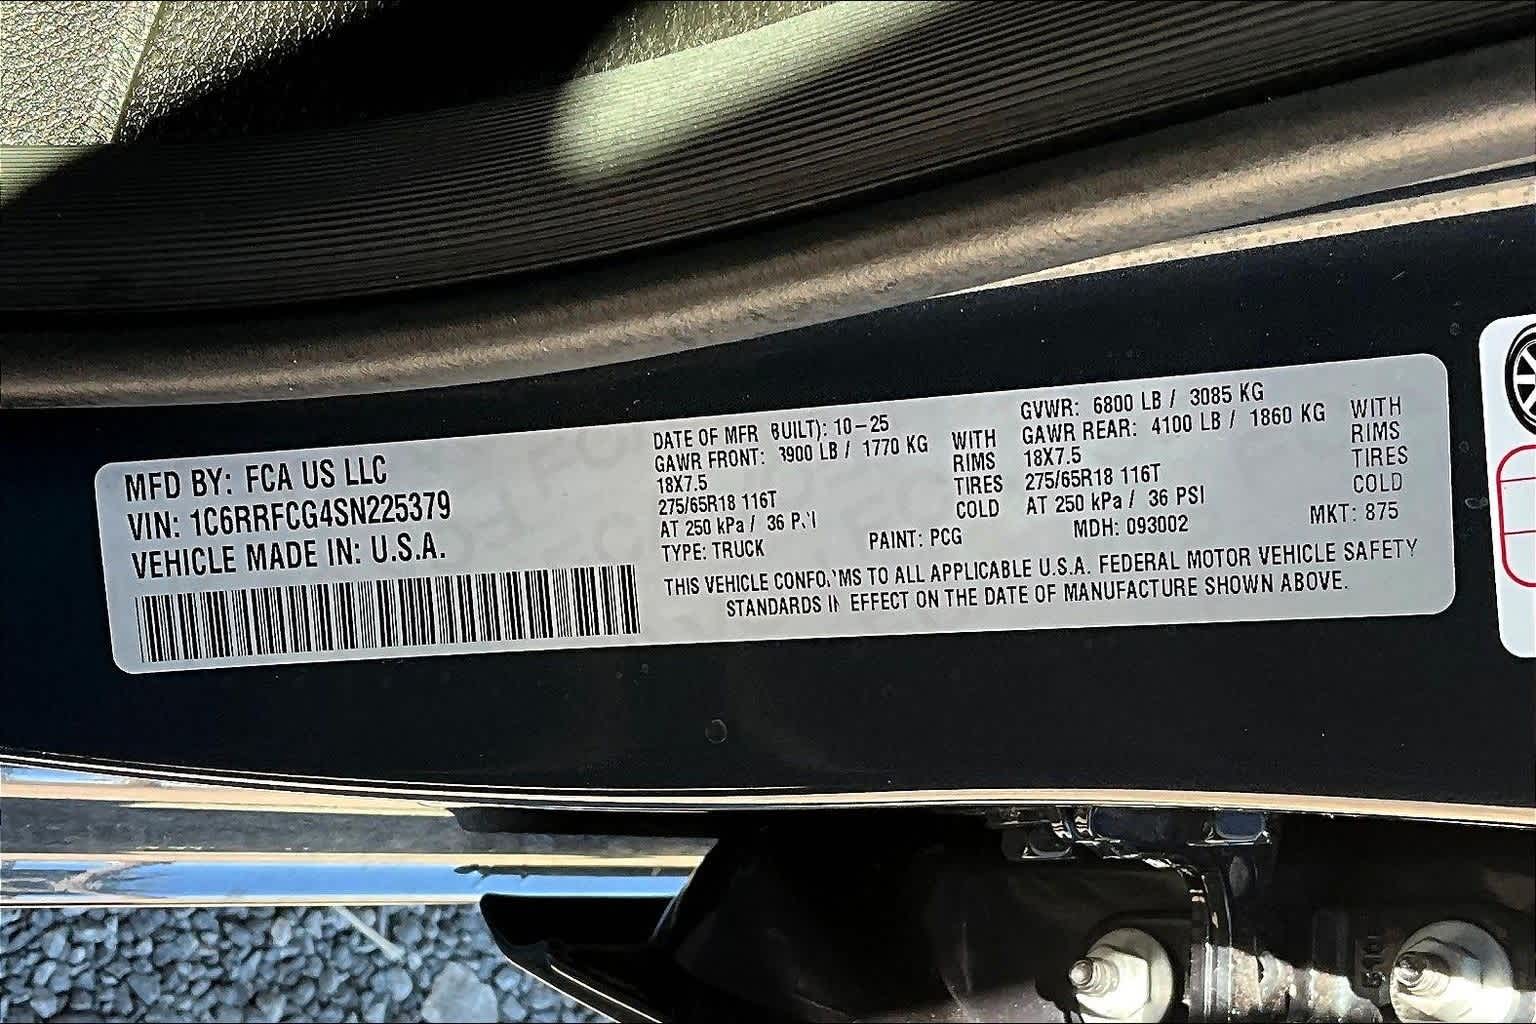 MFD BY: FCA US LLC
VIN: 1C6RRFCG4SN225379
VEHICLE MADE IN: U.S.A.
DATE OF MFR BUILT): 10-25
GAWR FRONT: 3900 LB / 1770 KG WITH
18X7.5 RIMS
275/65R18 116T TIRES
AT 250 kPa / 36 PSI COLD
GVWR: 6800 LB / 3085 KG
GAWR REAR: 4100 LB / 1860 KG WITH
18X7.5 RIMS
275/65R18 116T TIRES
AT 250 kPa / 36 PSI COLD
TYPE: TRUCK PAINT: PCG MDH: 093002 MKT: 875
THIS VEHICLE CONFORMS TO ALL APPLICABLE U.S.A. FEDERAL MOTOR VEHICLE SAFETY
STANDARDS IN EFFECT ON THE DATE OF MANUFACTURE SHOWN ABOVE.